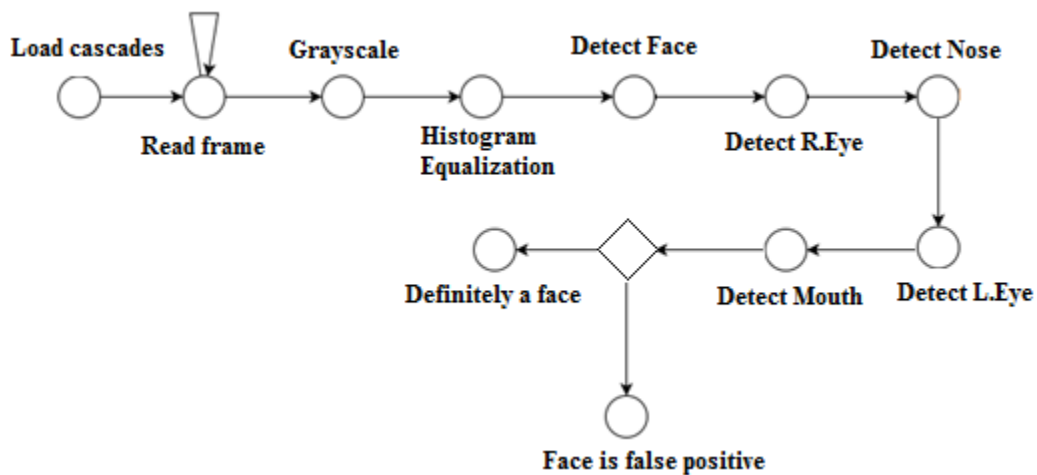 Load cascades
Read frame
Grayscale
Histogram
Equalization
Detect Face
Detect R.Eye
Detect Nose
Detect L.Eye
Detect Mouth
Definitely a face
Face is false positive